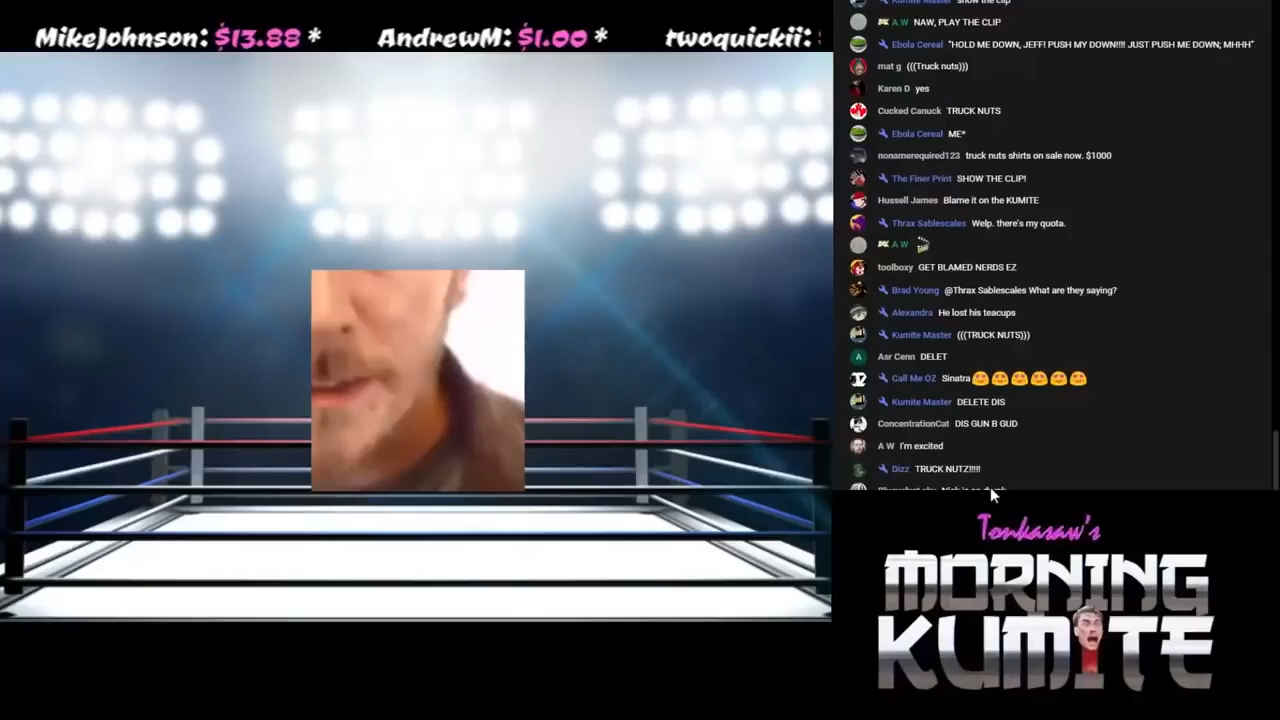 MikeJohnson: $13.88 * AndrewM: $1.00 * twoquickii:
Kumite Master show the clip
A W NAW, PLAY THE CLIP
Ebola Cereal "HOLD ME DOWN, JEFF! PUSH MY DOWN!!!! JUST PUSH ME DOWN; MHHH"
mat g (((Truck nuts)))
Karen D yes
Cucked Canuck TRUCK NUTS
Ebola Cereal ME*
nonamerequired123 truck nuts shirts on sale now. $1000
The Finer Print SHOW THE CLIP!
Hussell James Blame it on the KUMITE
Thrax Sablescales Welp. there's my quota.
A W 🎬
toolboxy GET BLAMED NERDS EZ
Brad Young @Thrax Sablescales What are they saying?
Alexandra He lost his teacups
Kumite Master (((TRUCK NUTS)))
A
Asr Cenn DELET
Call Me OZ Sinatra 😍😍😍😍😍😍
Kumite Master DELETE DIS
ConcentrationCat DIS GUN B GUD
A W I'm excited
Dizz TRUCK NUTZ!!!!!
Tonkasaw's
MORNING
KUMITE